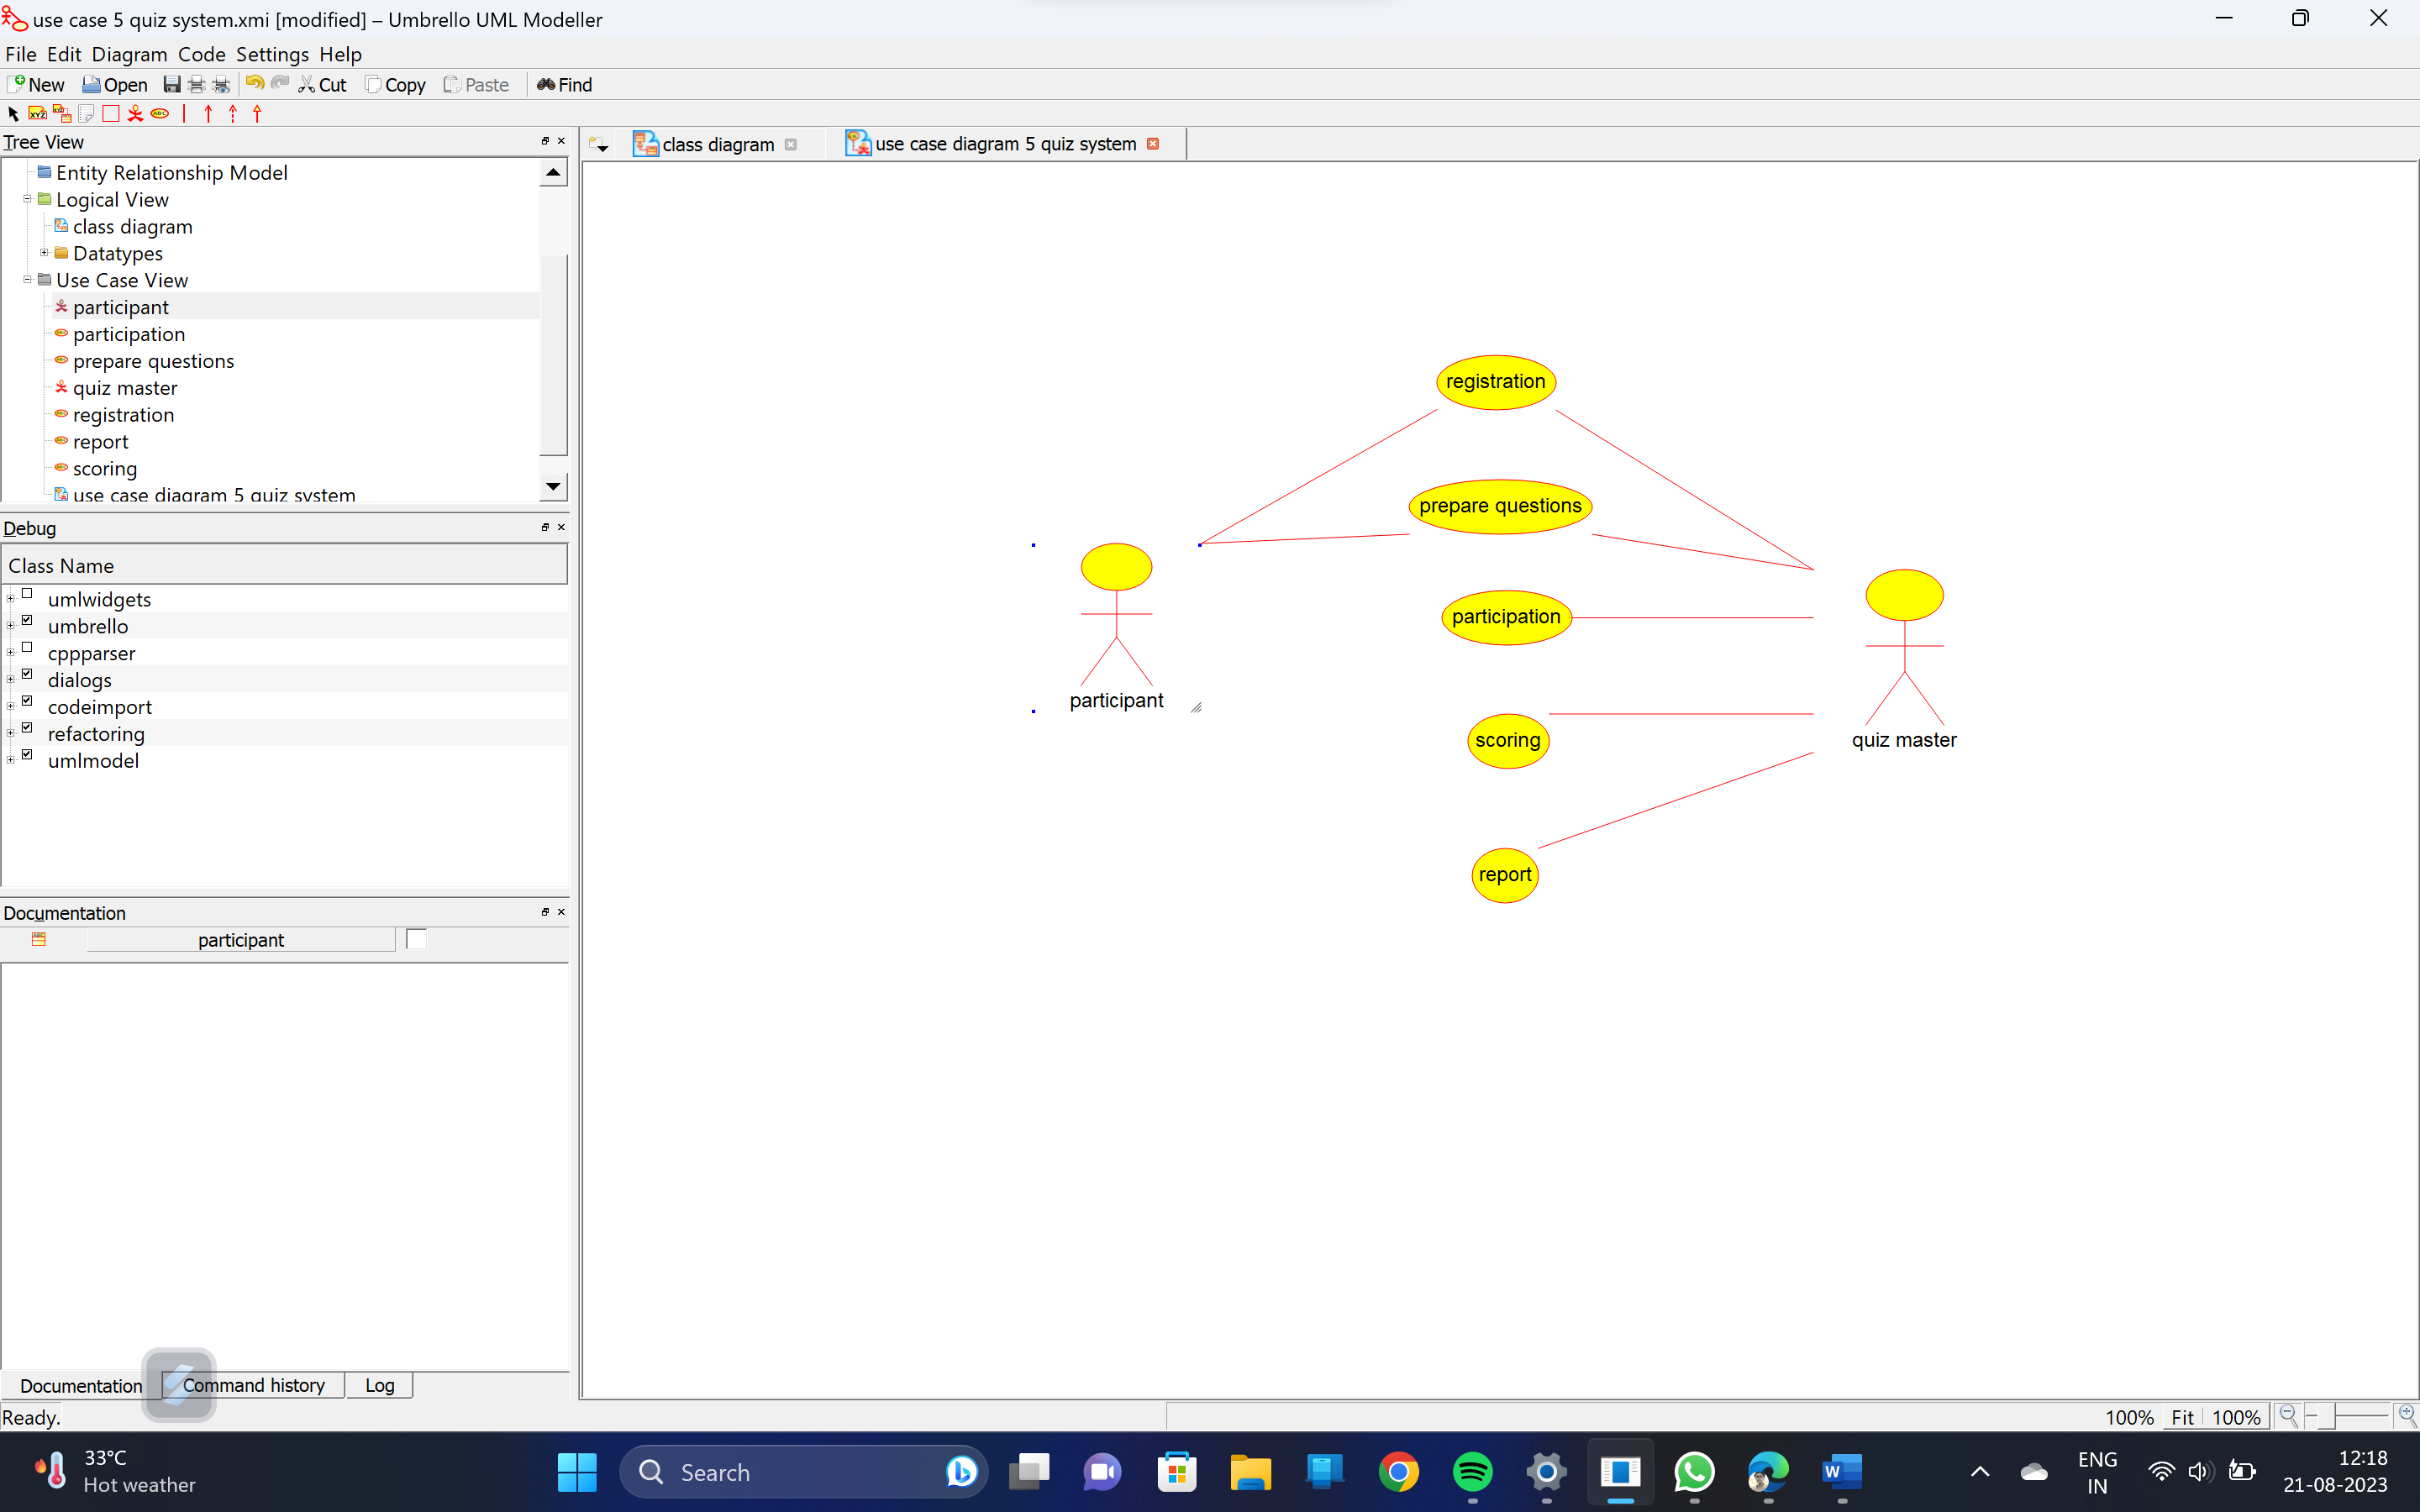 use case 5 quiz system.xmi [modified] – Umbrello UML Modeller
File Edit Diagram Code Settings Help
New Open Cut Copy Paste Find
Tree View
class diagram
use case diagram 5 quiz system
Entity Relationship Model
Logical View
class diagram
Datatypes
Use Case View
participant
participation
prepare questions
quiz master
registration
report
scoring
use case diagram 5 quiz system
Debug
Class Name
umlwidgets
umbrello
cppparser
dialogs
codeimport
refactoring
umlmodel
Documentation
participant
Documentation
Command history
Log
registration
prepare questions
participation
scoring
report
participant
quiz master
Ready.
100% Fit 100%
33°C
Hot weather
Search
ENG
IN
12:18
21-08-2023